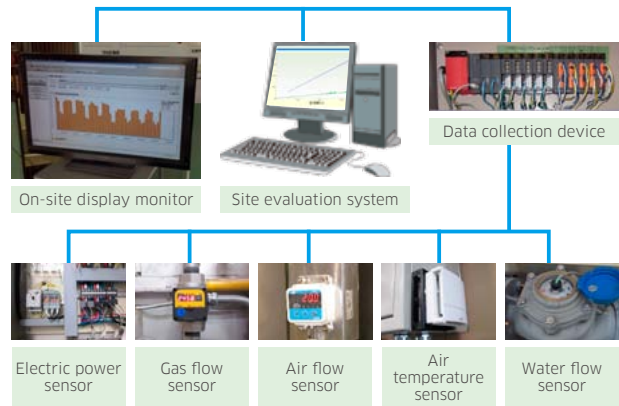 On-site display monitor
Site evaluation system
Data collection device
Electric power
sensor
Gas flow
sensor
Air flow
sensor
Air
temperature
sensor
Water flow
sensor